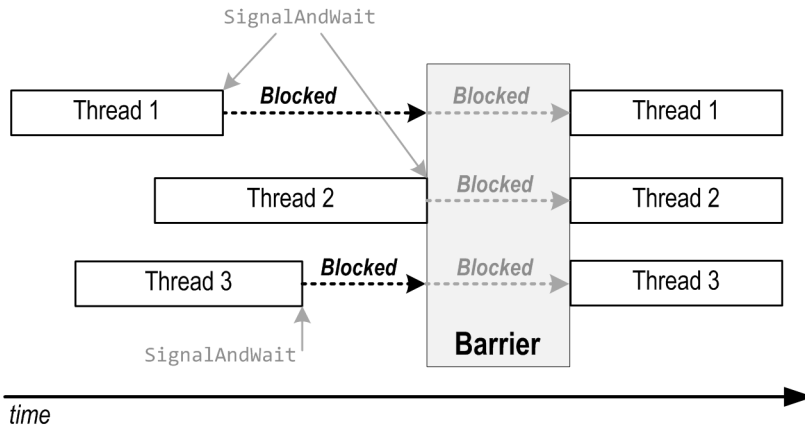 SignalAndWait
Thread 1
Blocked
Blocked
Thread 1
Thread 2
Blocked
Thread 2
Thread 3
Blocked
Blocked
Thread 3
SignalAndWait
Barrier
time